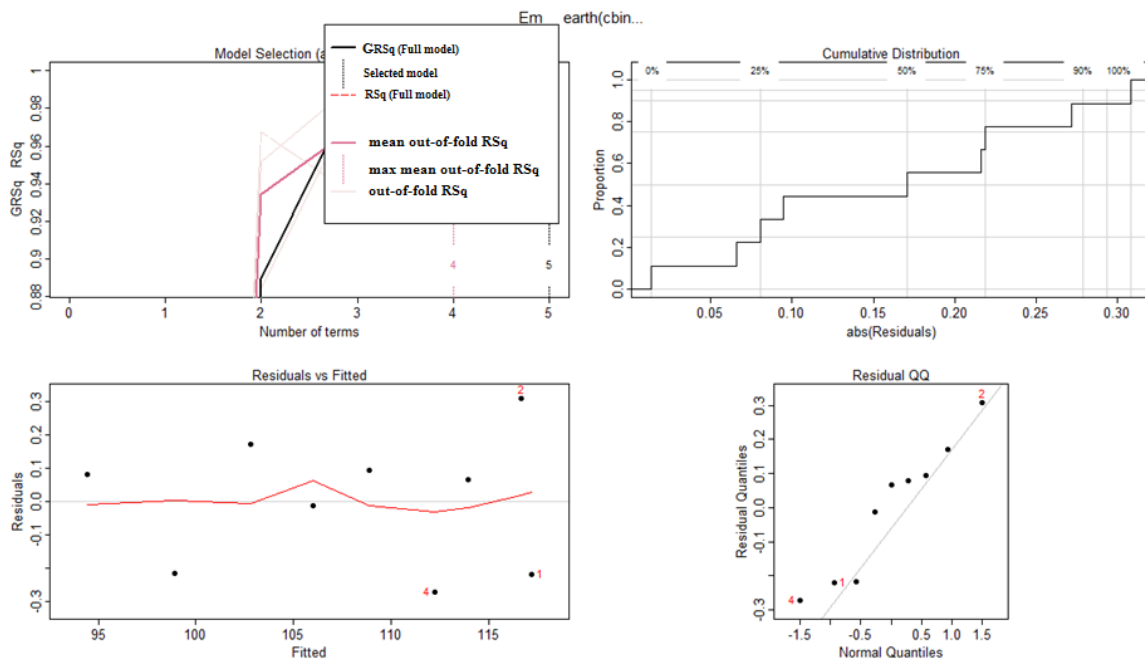 Em earth(cbin...
Model Selection (a
GRSq (Full model)
Selected model
RSq (Full model)
mean out-of-fold RSq
max mean out-of-fold RSq
out-of-fold RSq
GRSq RSq
1
0.98
0.96
0.94
0.92
0.9
0.88
4
5
0 1 2 3 4 5
Number of terms
Cumulative Distribution
0% 25% 50% 75% 90% 100%
Proportion
1.0
0.8
0.6
0.4
0.2
0.0
0.05 0.10 0.15 0.20 0.25 0.30
abs(Residuals)
Residuals vs Fitted
Residuals
0.3
0.2
0.1
0.0
-0.1
-0.3
2
4
1
95 100 105 110 115
Fitted
Residual QQ
Residual Quantiles
0.3
0.2
0.1
0.0
-0.1
-0.3
2
1
4
-1.5 -0.5 0.5 1.0 1.5
Normal Quantiles